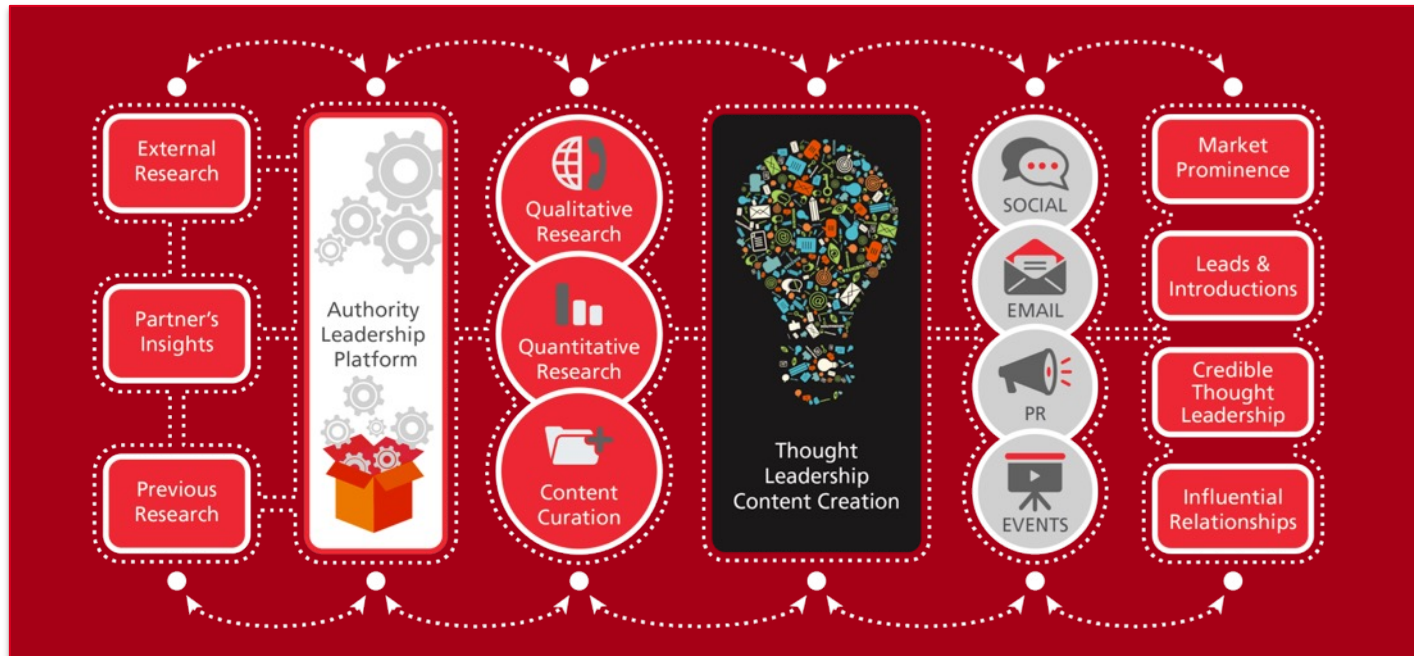 External
Research
Partner's
Insights
Previous
Research
Authority
Leadership
Platform
Qualitative
Research
Quantitative
Research
Content
Curation
Thought
Leadership
Content Creation
SOCIAL
EMAIL
PR
EVENTS
Market
Prominence
Leads &
Introductions
Credible
Thought
Leadership
Influential
Relationships